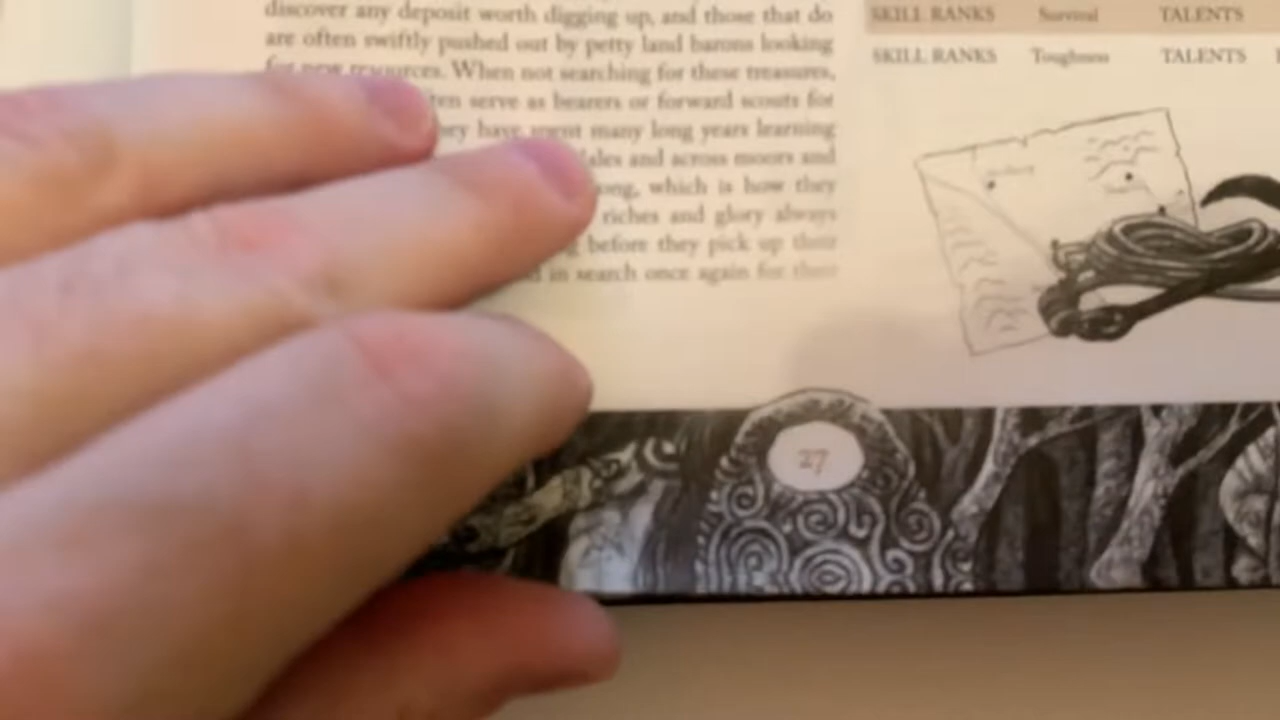 discover any deposit worth digging up, and those that do
are often swiftly pushed out by petty land barons looking
for new resources. When not searching for these treasures,
serve as bearers or forward scouts for
have spent many long years learning
and across moors and
which is how they
riches and glory always
before they pick up their
in search once again for their
SKILL RANKS Survival TALENTS
SKILL RANKS Toughness TALENTS
27